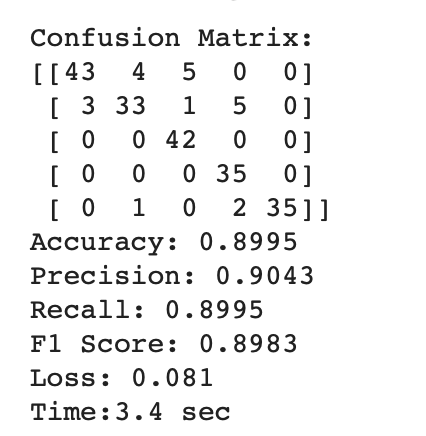 Confusion Matrix:
[[43  4  5  0  0]
 [ 3 33  1  5  0]
 [ 0  0 42  0  0]
 [ 0  0  0 35  0]
 [ 0  1  0  2 35]]
Accuracy: 0.8995
Precision: 0.9043
Recall: 0.8995
F1 Score: 0.8983
Loss: 0.081
Time:3.4 sec